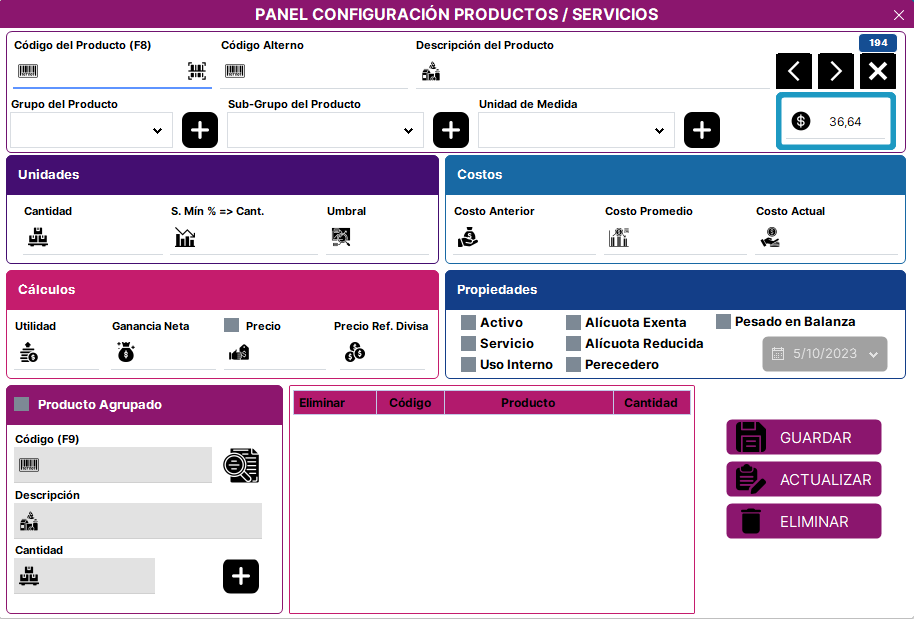 PANEL CONFIGURACIÓN PRODUCTOS / SERVICIOS
Código del Producto (F8)
Código Alterno
Descripción del Producto
194
Grupo del Producto
Sub-Grupo del Producto
Unidad de Medida
36,64
Unidades
Cantidad
S. Mín % => Cant.
Umbral
Costos
Costo Anterior
Costo Promedio
Costo Actual
Cálculos
Utilidad
Ganancia Neta
Precio
Precio Ref. Divisa
Propiedades
Activo
Alícuota Exenta
Pesado en Balanza
Servicio
Alícuota Reducida
5/10/2023
Uso Interno
Perecedero
Producto Agrupado
Código (F9)
Descripción
Cantidad
Eliminar
Código
Producto
Cantidad
GUARDAR
ACTUALIZAR
ELIMINAR